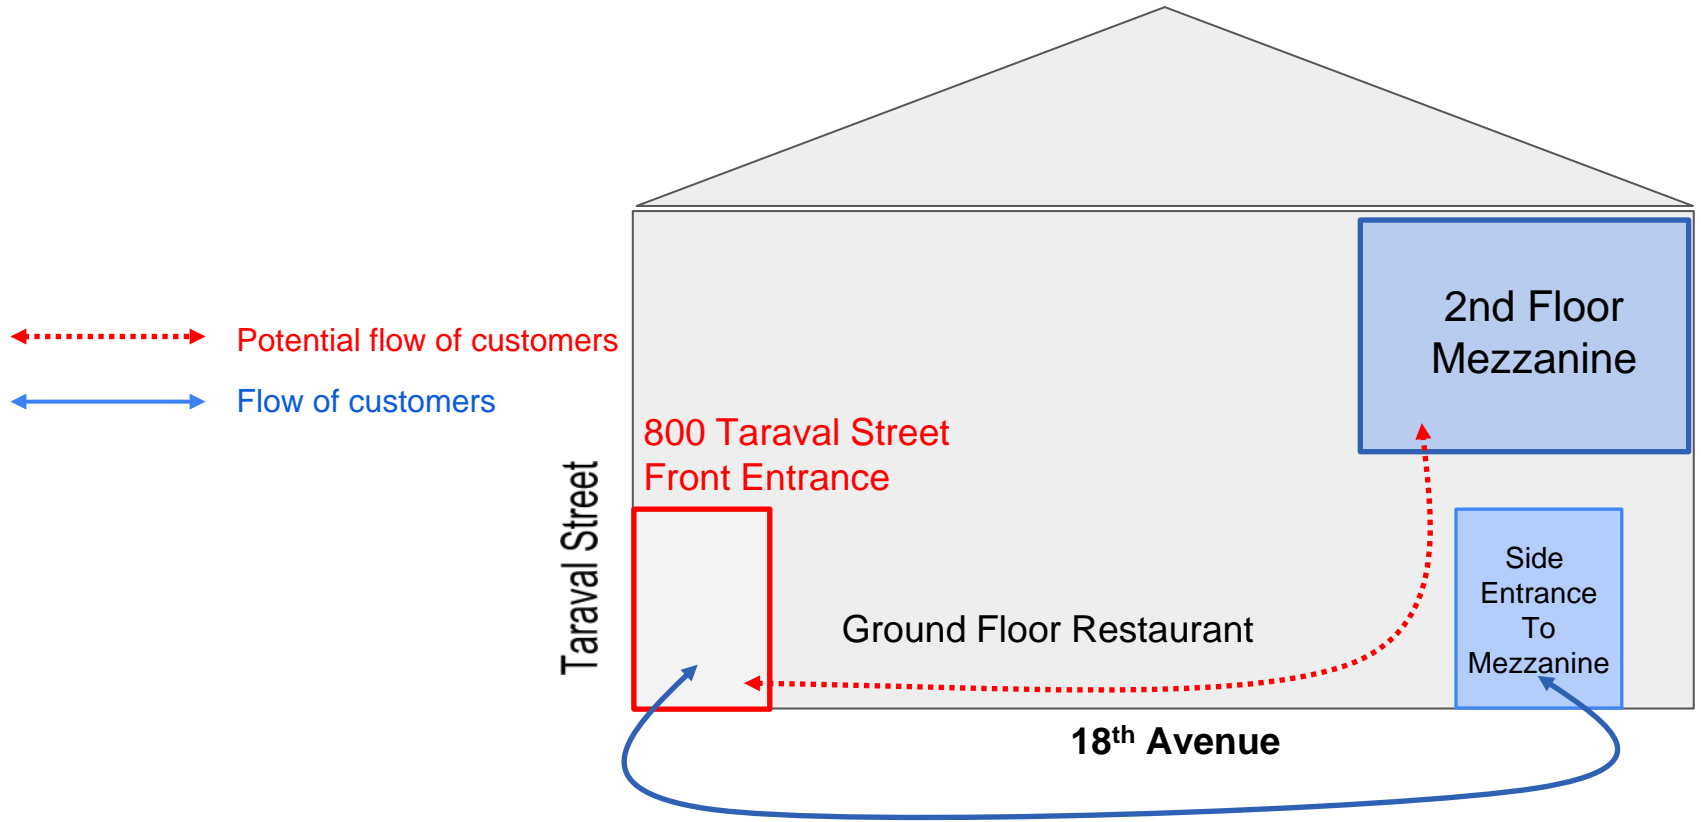 Potential flow of customers
Flow of customers
Taraval Street
800 Taraval Street
Front Entrance
2nd Floor
Mezzanine
Ground Floor Restaurant
Side
Entrance
To
Mezzanine
18th Avenue